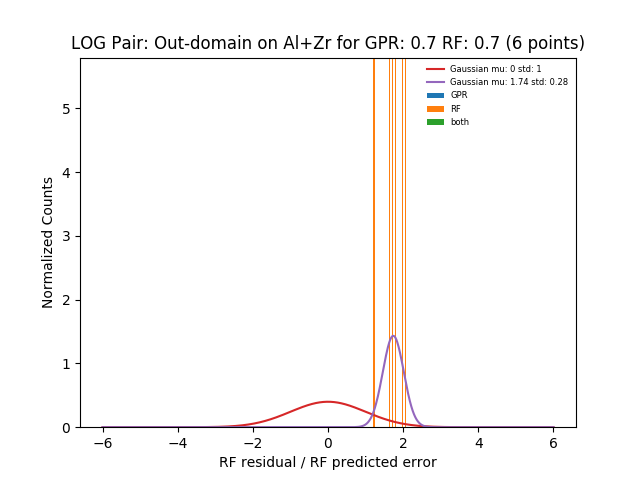 LOG Pair: Out-domain on Al+Zr for GPR: 0.7 RF: 0.7 (6 points)
Gaussian mu: 0 std: 1
Gaussian mu: 1.74 std: 0.28
GPR
RF
both
Normalized Counts
5
4
3
2
1
0
−6
−4
−2
0
2
4
6
RF residual / RF predicted error